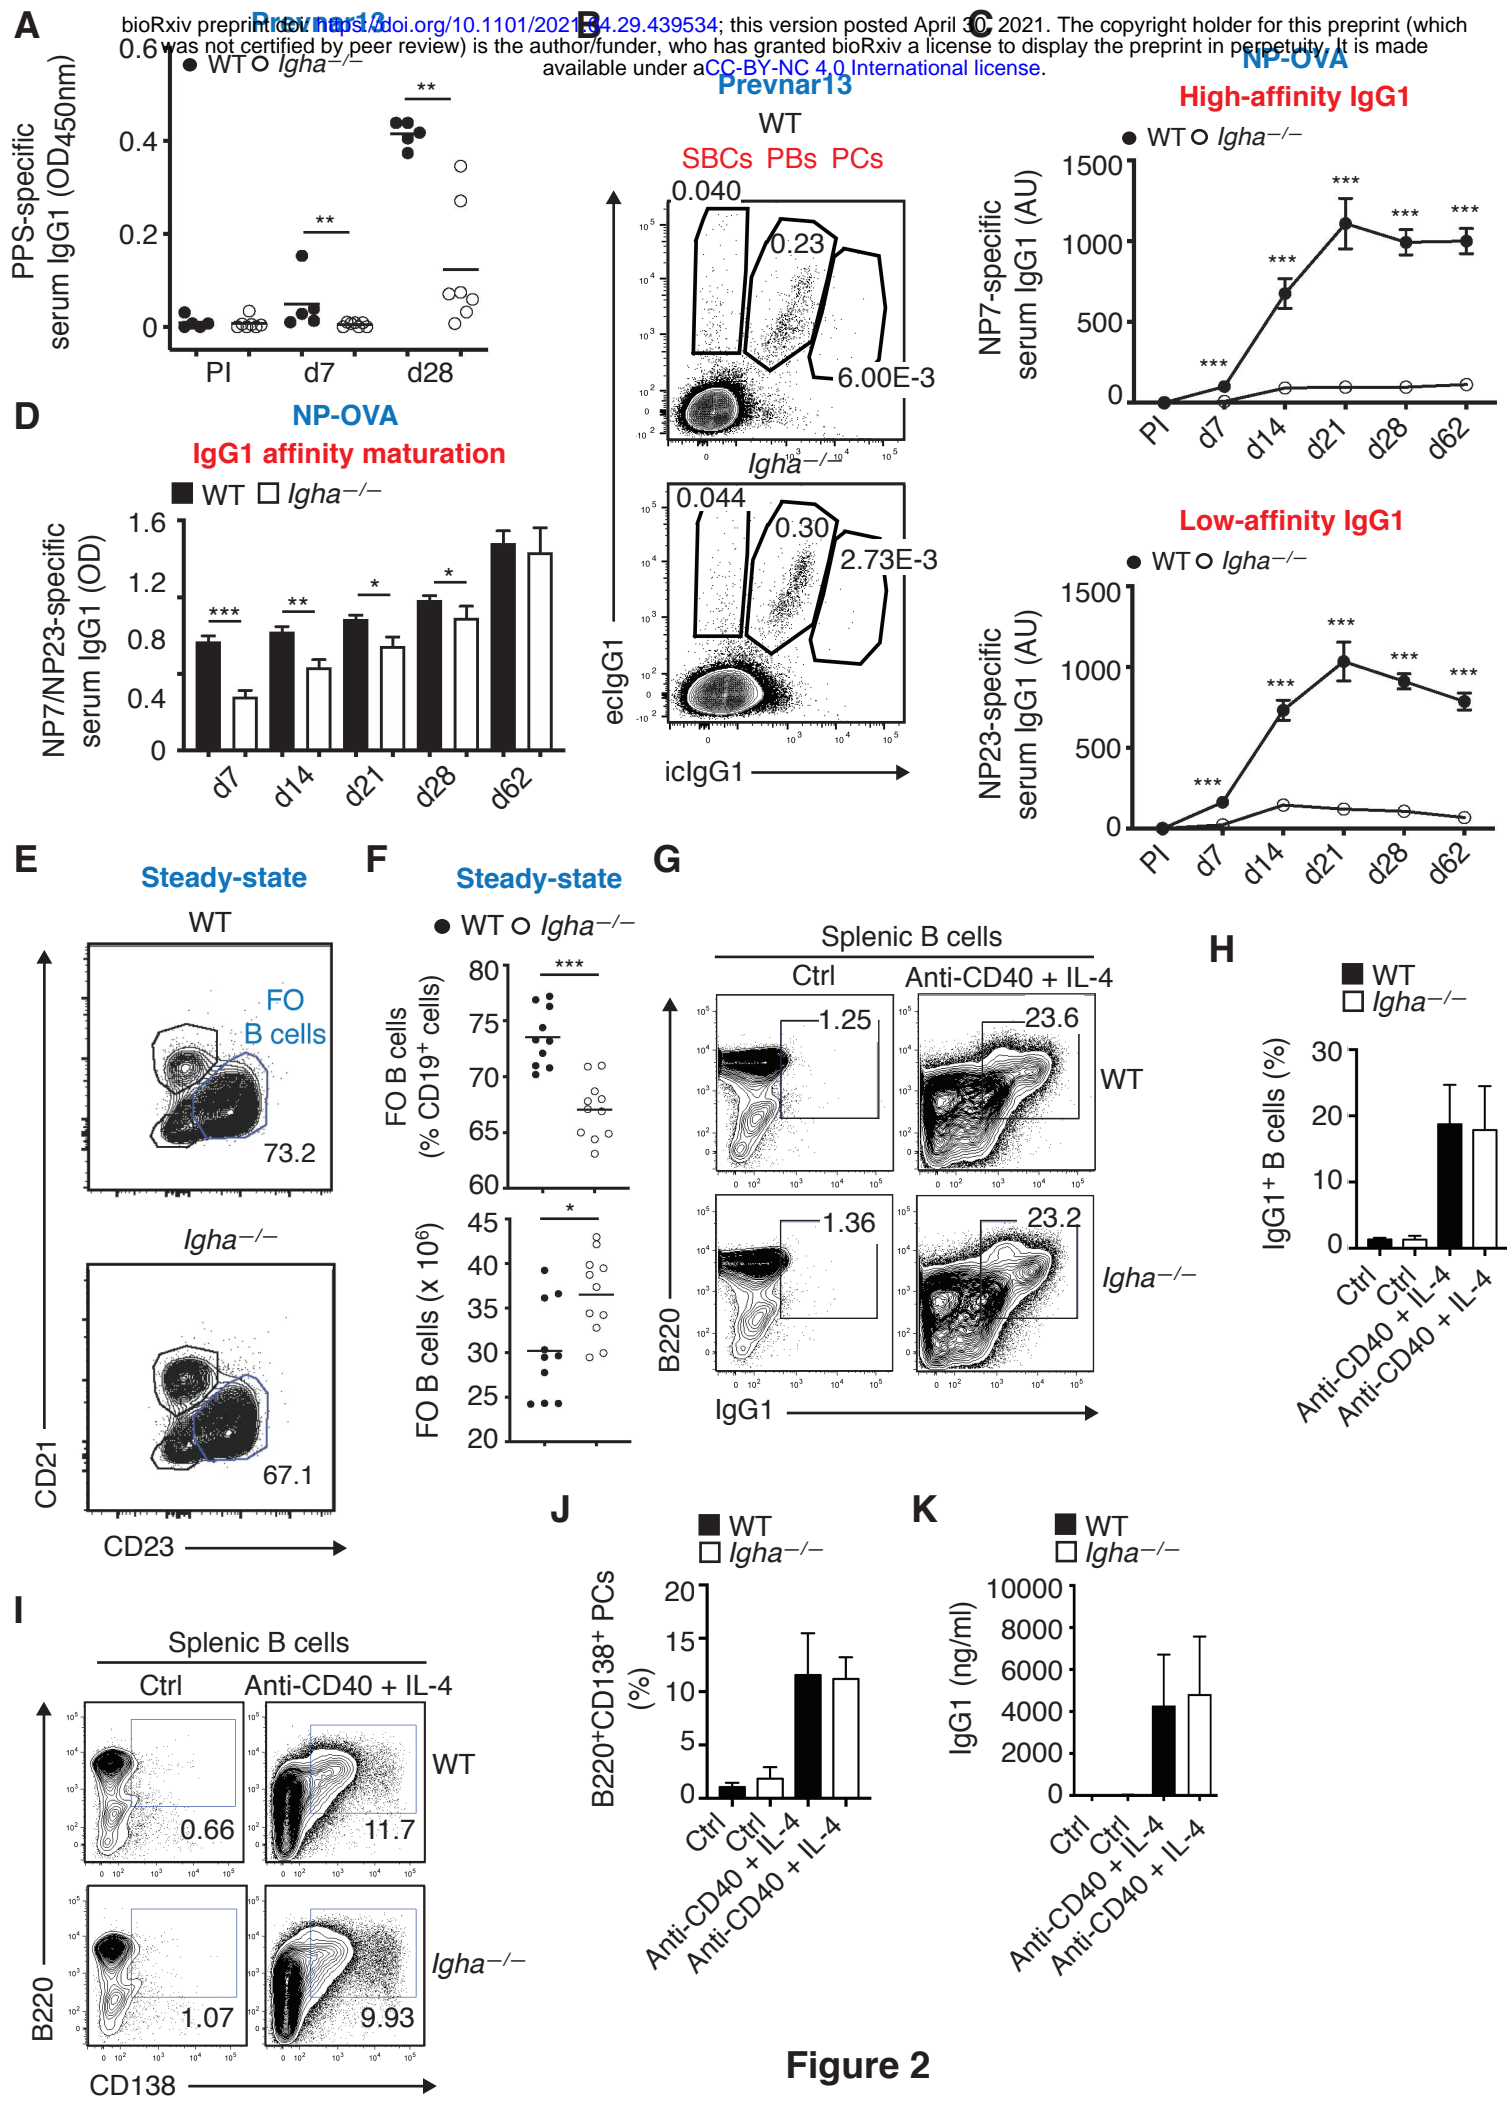 bioRxiv preprint doi: https://doi.org/10.1101/2021.04.29.439534; this version posted April 30, 2021. The copyright holder for this preprint (which
was not certified by peer review) is the author/funder, who has granted bioRxiv a license to display the preprint in perpetuity. It is made
available under aCC-BY-NC 4.0 International license.
A
Prevnar13
WT Igha−/−
PPS-specific
serum IgG1 (OD450nm)
0.6
0.4
0.2
0
** **
PI d7 d28
B
Prevnar13
WT
SBCs PBs PCs
0.040
0.23
6.00E-3
Igha−/−
0.044
0.30
2.73E-3
ecIgG1
icIgG1
C
NP-OVA
High-affinity IgG1
WT Igha−/−
NP7-specific
serum IgG1 (AU)
1500
1000
500
0
*** *** *** *** ***
PI d7 d14 d21 d28 d62
Low-affinity IgG1
WT Igha−/−
NP23-specific
serum IgG1 (AU)
1500
1000
500
0
*** *** *** *** ***
PI d7 d14 d21 d28 d62
D
NP-OVA
IgG1 affinity maturation
WT Igha−/−
NP7/NP23-specific
serum IgG1 (OD)
1.6
1.2
0.8
0.4
0
*** ** * *
d7 d14 d21 d28 d62
E
Steady-state
WT
FO
B cells
73.2
Igha−/−
67.1
CD21
CD23
F
Steady-state
WT Igha−/−
FO B cells
(% CD19+ cells)
80
75
70
65
60
***
FO B cells (x 10⁶)
45
40
35
30
25
20
*
G
Splenic B cells
Ctrl Anti-CD40 + IL-4
1.25 23.6
WT
1.36 23.2
Igha−/−
B220
IgG1
H
WT
Igha−/−
IgG1+ B cells (%)
30
20
10
0
Ctrl
Ctrl
Anti-CD40 + IL-4
Anti-CD40 + IL-4
I
Splenic B cells
Ctrl Anti-CD40 + IL-4
WT
0.66 11.7
Igha−/−
1.07 9.93
B220
CD138
J
WT
Igha−/−
B220+CD138+ PCs
(%)
20
15
10
5
0
Ctrl
Ctrl
Anti-CD40 + IL-4
Anti-CD40 + IL-4
K
WT
Igha−/−
IgG1 (ng/ml)
10000
8000
6000
4000
2000
0
Ctrl
Ctrl
Anti-CD40 + IL-4
Anti-CD40 + IL-4
Figure 2